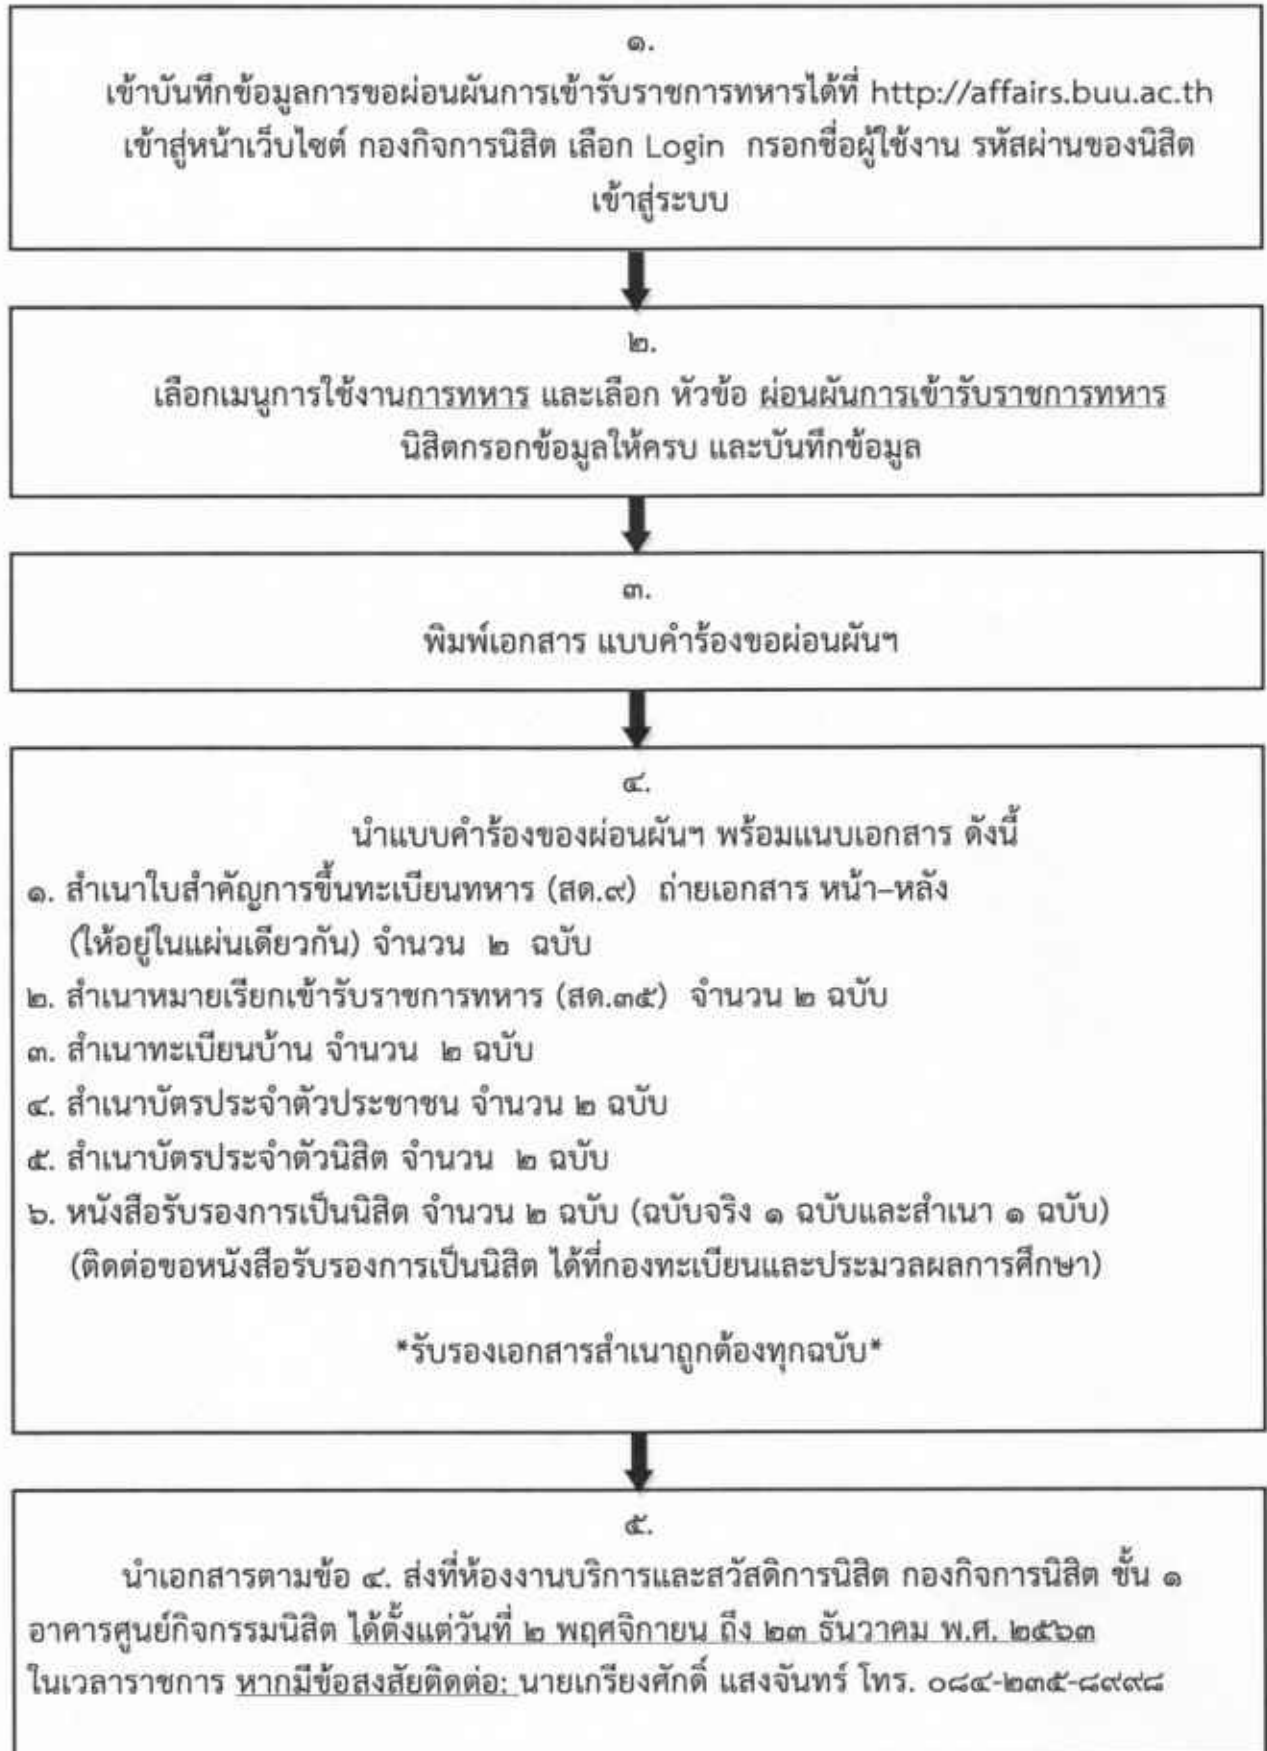 ๑.
เข้าบันทึกข้อมูลการขอผ่อนผันการเข้ารับราชการทหารได้ที่ http://affairs.buu.ac.th
เข้าสู่หน้าเว็บไซต์ กองกิจการนิสิต เลือก Login กรอกชื่อผู้ใช้งาน รหัสผ่านของนิสิต
เข้าสู่ระบบ
๒.
เลือกเมนูการใช้งานการทหาร และเลือก หัวข้อ ผ่อนผันการเข้ารับราชการทหาร
นิสิตกรอกข้อมูลให้ครบ และบันทึกข้อมูล
๓.
พิมพ์เอกสาร แบบคำร้องขอผ่อนผันฯ
๔.
นำแบบคำร้องของผ่อนผันฯ พร้อมแนบเอกสาร ดังนี้
๑. สำเนาใบสำคัญการขึ้นทะเบียนทหาร (สด.๙) ถ่ายเอกสาร หน้า–หลัง
(ให้อยู่ในแผ่นเดียวกัน) จำนวน ๒ ฉบับ
๒. สำเนาหมายเรียกเข้ารับราชการทหาร (สด.๓๕) จำนวน ๒ ฉบับ
๓. สำเนาทะเบียนบ้าน จำนวน ๒ ฉบับ
๔. สำเนาบัตรประจำตัวประชาชน จำนวน ๒ ฉบับ
๕. สำเนาบัตรประจำตัวนิสิต จำนวน ๒ ฉบับ
๖. หนังสือรับรองการเป็นนิสิต จำนวน ๒ ฉบับ (ฉบับจริง ๑ ฉบับและสำเนา ๑ ฉบับ)
(ติดต่อขอหนังสือรับรองการเป็นนิสิต ได้ที่กองทะเบียนและประมวลผลการศึกษา)
*รับรองเอกสารสำเนาถูกต้องทุกฉบับ*
๕.
นำเอกสารตามข้อ ๔. ส่งที่ห้องงานบริการและสวัสดิการนิสิต กองกิจการนิสิต ชั้น ๑
อาคารศูนย์กิจกรรมนิสิต ได้ตั้งแต่วันที่ ๒ พฤศจิกายน ถึง ๒๓ ธันวาคม พ.ศ. ๒๕๖๓
ในเวลาราชการ หากมีข้อสงสัยติดต่อ: นายเกรียงศักดิ์ แสงจันทร์ โทร. ๐๘๔-๒๓๕-๘๙๙๘